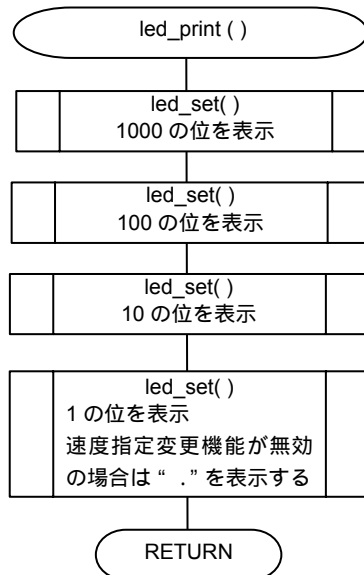 led_print ( )
led_set( )
1000 の位を表示
led_set( )
100 の位を表示
led_set( )
10 の位を表示
led_set( )
1 の位を表示
速度指定変更機能が無効
の場合は “ .” を表示する
RETURN